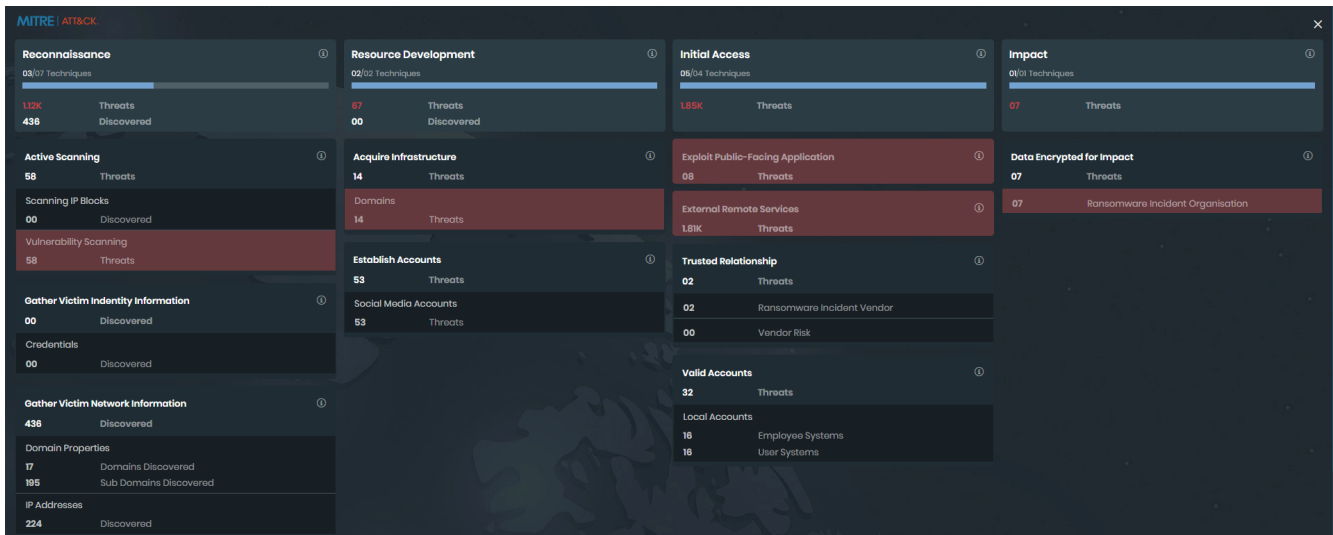 MITRE | ATT&CK.
Reconnaissance
03/07 Techniques
1.12K Threats
436 Discovered
Active Scanning
58 Threats
Scanning IP Blocks
00 Discovered
Vulnerability Scanning
58 Threats
Gather Victim Indentity Information
00 Discovered
Credentials
00 Discovered
Gather Victim Network Information
436 Discovered
Domain Properties
17 Domains Discovered
195 Sub Domains Discovered
IP Addresses
224 Discovered
Resource Development
02/02 Techniques
67 Threats
00 Discovered
Acquire Infrastructure
14 Threats
Domains
14 Threats
Establish Accounts
53 Threats
Social Media Accounts
53 Threats
Initial Access
05/04 Techniques
1.85K Threats
Exploit Public-Facing Application
08 Threats
External Remote Services
1.81K Threats
Trusted Relationship
02 Threats
02 Ransomware Incident Vendor
00 Vendor Risk
Valid Accounts
32 Threats
Local Accounts
16 Employee Systems
16 User Systems
Impact
01/01 Techniques
07 Threats
Data Encrypted for Impact
07 Threats
07 Ransomware Incident Organisation